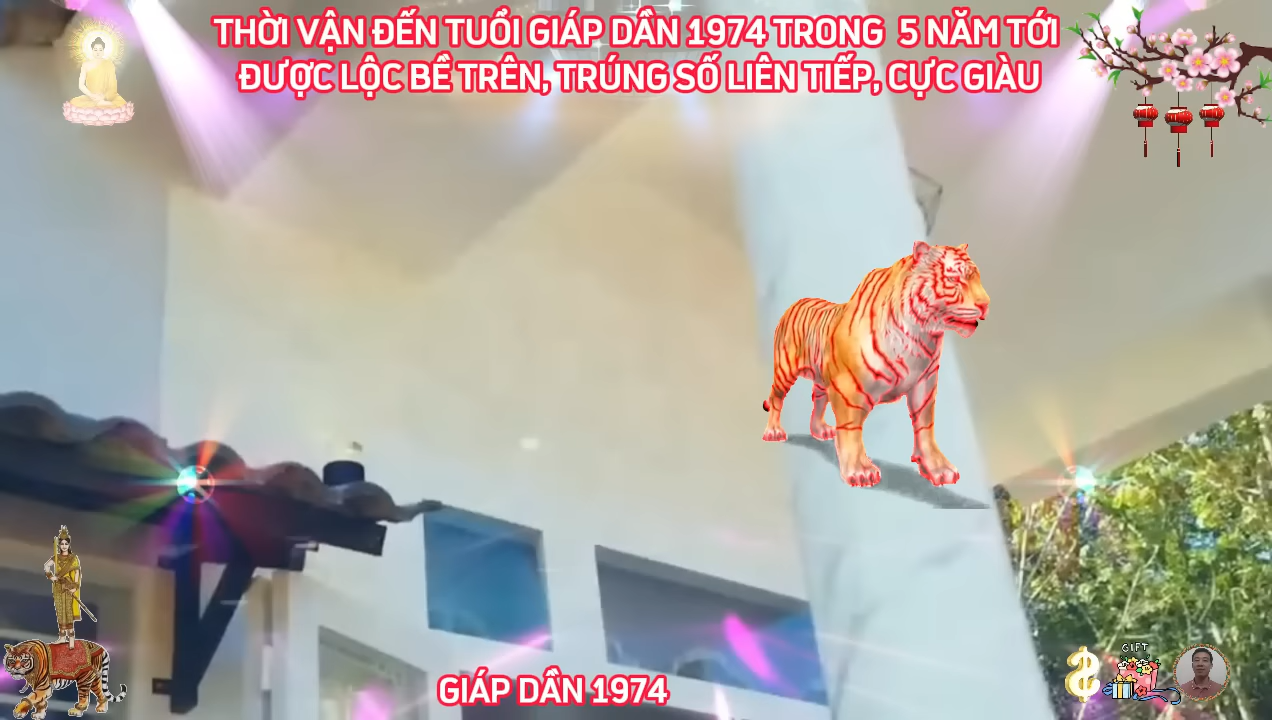 THỜI VẬN ĐẾN TUỔI GIÁP DẦN 1974 TRONG 5 NĂM TỚI
ĐƯỢC LỘC BỀ TRÊN, TRÚNG SỐ LIÊN TIẾP, CỰC GIÀU
GIFT
GIÁP DẦN 1974